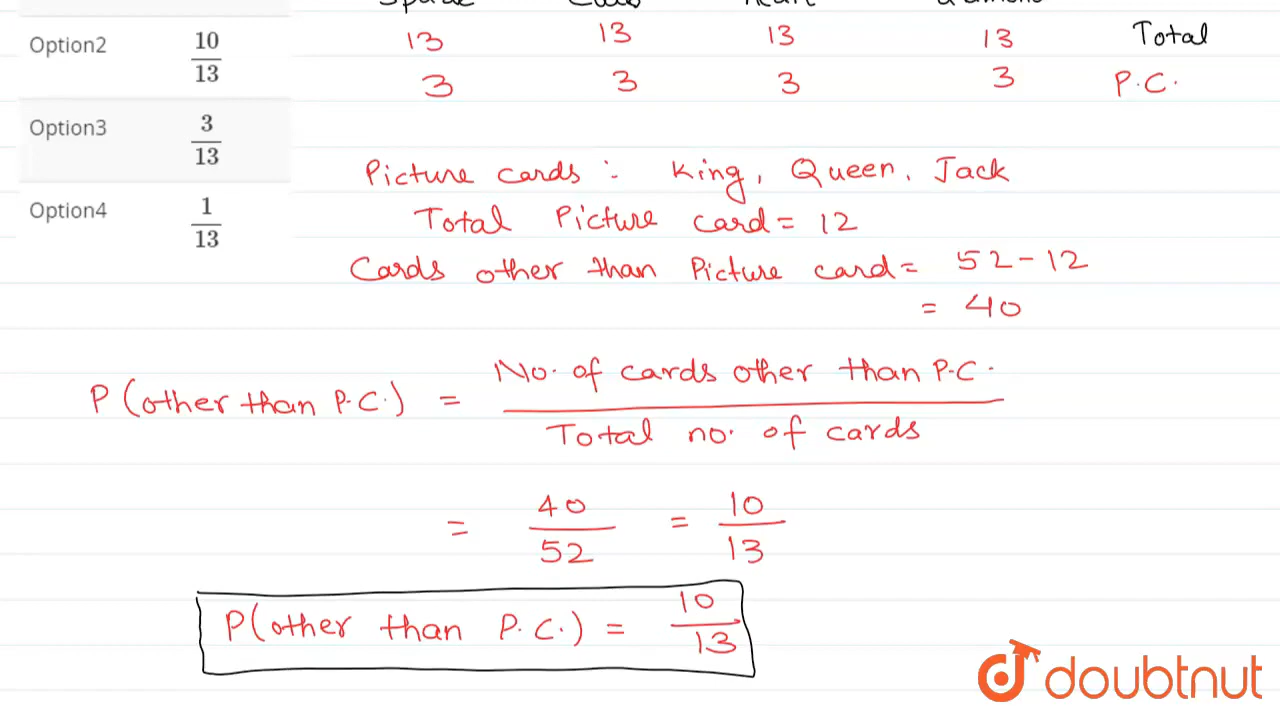 Option2 10/13
13 13 13 13 Total
3 3 3 3 P.C.
Option3 3/13
Picture cards : King, Queen, Jack
Option4 1/13
Total Picture card = 12
Cards other than Picture card = 52-12
= 40
P (other than P.C.) = No. of cards other than P.C. / Total no. of cards
= 40/52 = 10/13
P(other than P.C.) = 10/13
doubtnut